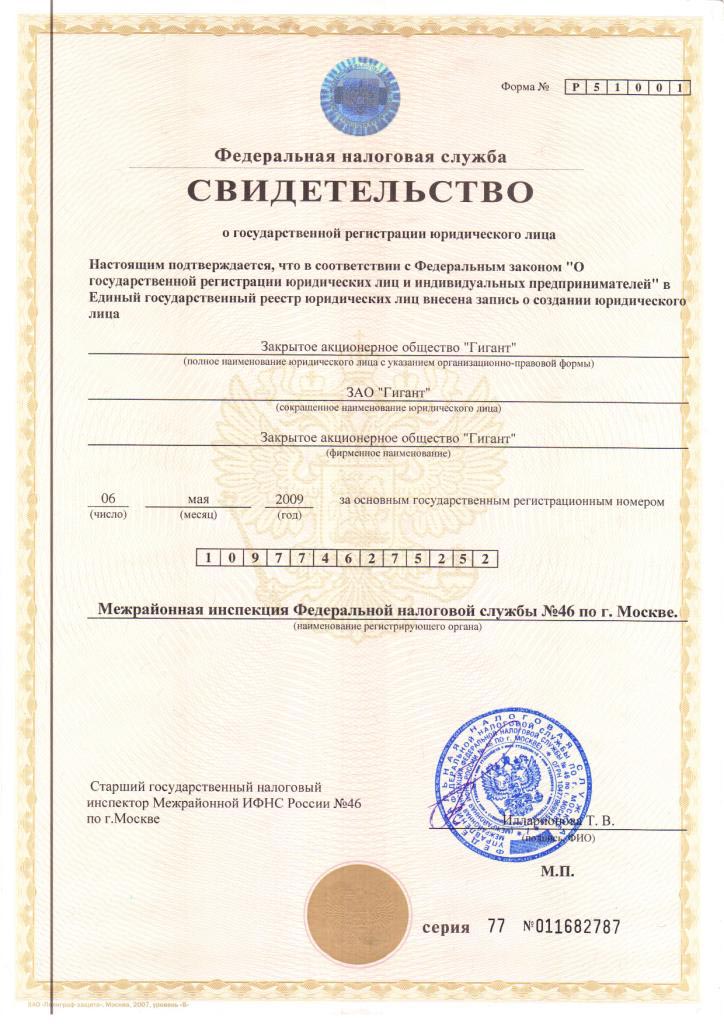 Форма № Р 5 1 0 0 1
Федеральная налоговая служба
СВИДЕТЕЛЬСТВО
о государственной регистрации юридического лица
Настоящим подтверждается, что в соответствии с Федеральным законом "О
государственной регистрации юридических лиц и индивидуальных предпринимателей" в
Единый государственный реестр юридических лиц внесена запись о создании юридического
лица
Закрытое акционерное общество "Гигант"
(полное наименование юридического лица с указанием организационно-правовой формы)
ЗАО "Гигант"
(сокращенное наименование юридического лица)
Закрытое акционерное общество "Гигант"
(фирменное наименование)
06 мая 2009 за основным государственным регистрационным номером
(число) (месяц) (год)
1 0 9 7 7 4 6 2 7 5 2 5 2
Межрайонная инспекция Федеральной налоговой службы №46 по г. Москве.
(наименование регистрирующего органа)
Старший государственный налоговый
инспектор Межрайонной ИФНС России №46
по г.Москве
Илларионова Т. В.
(подпись, ФИО)
М.П.
серия 77 №011682787
ЗАО «Полиграф-защита», Москва, 2007, уровень «В»